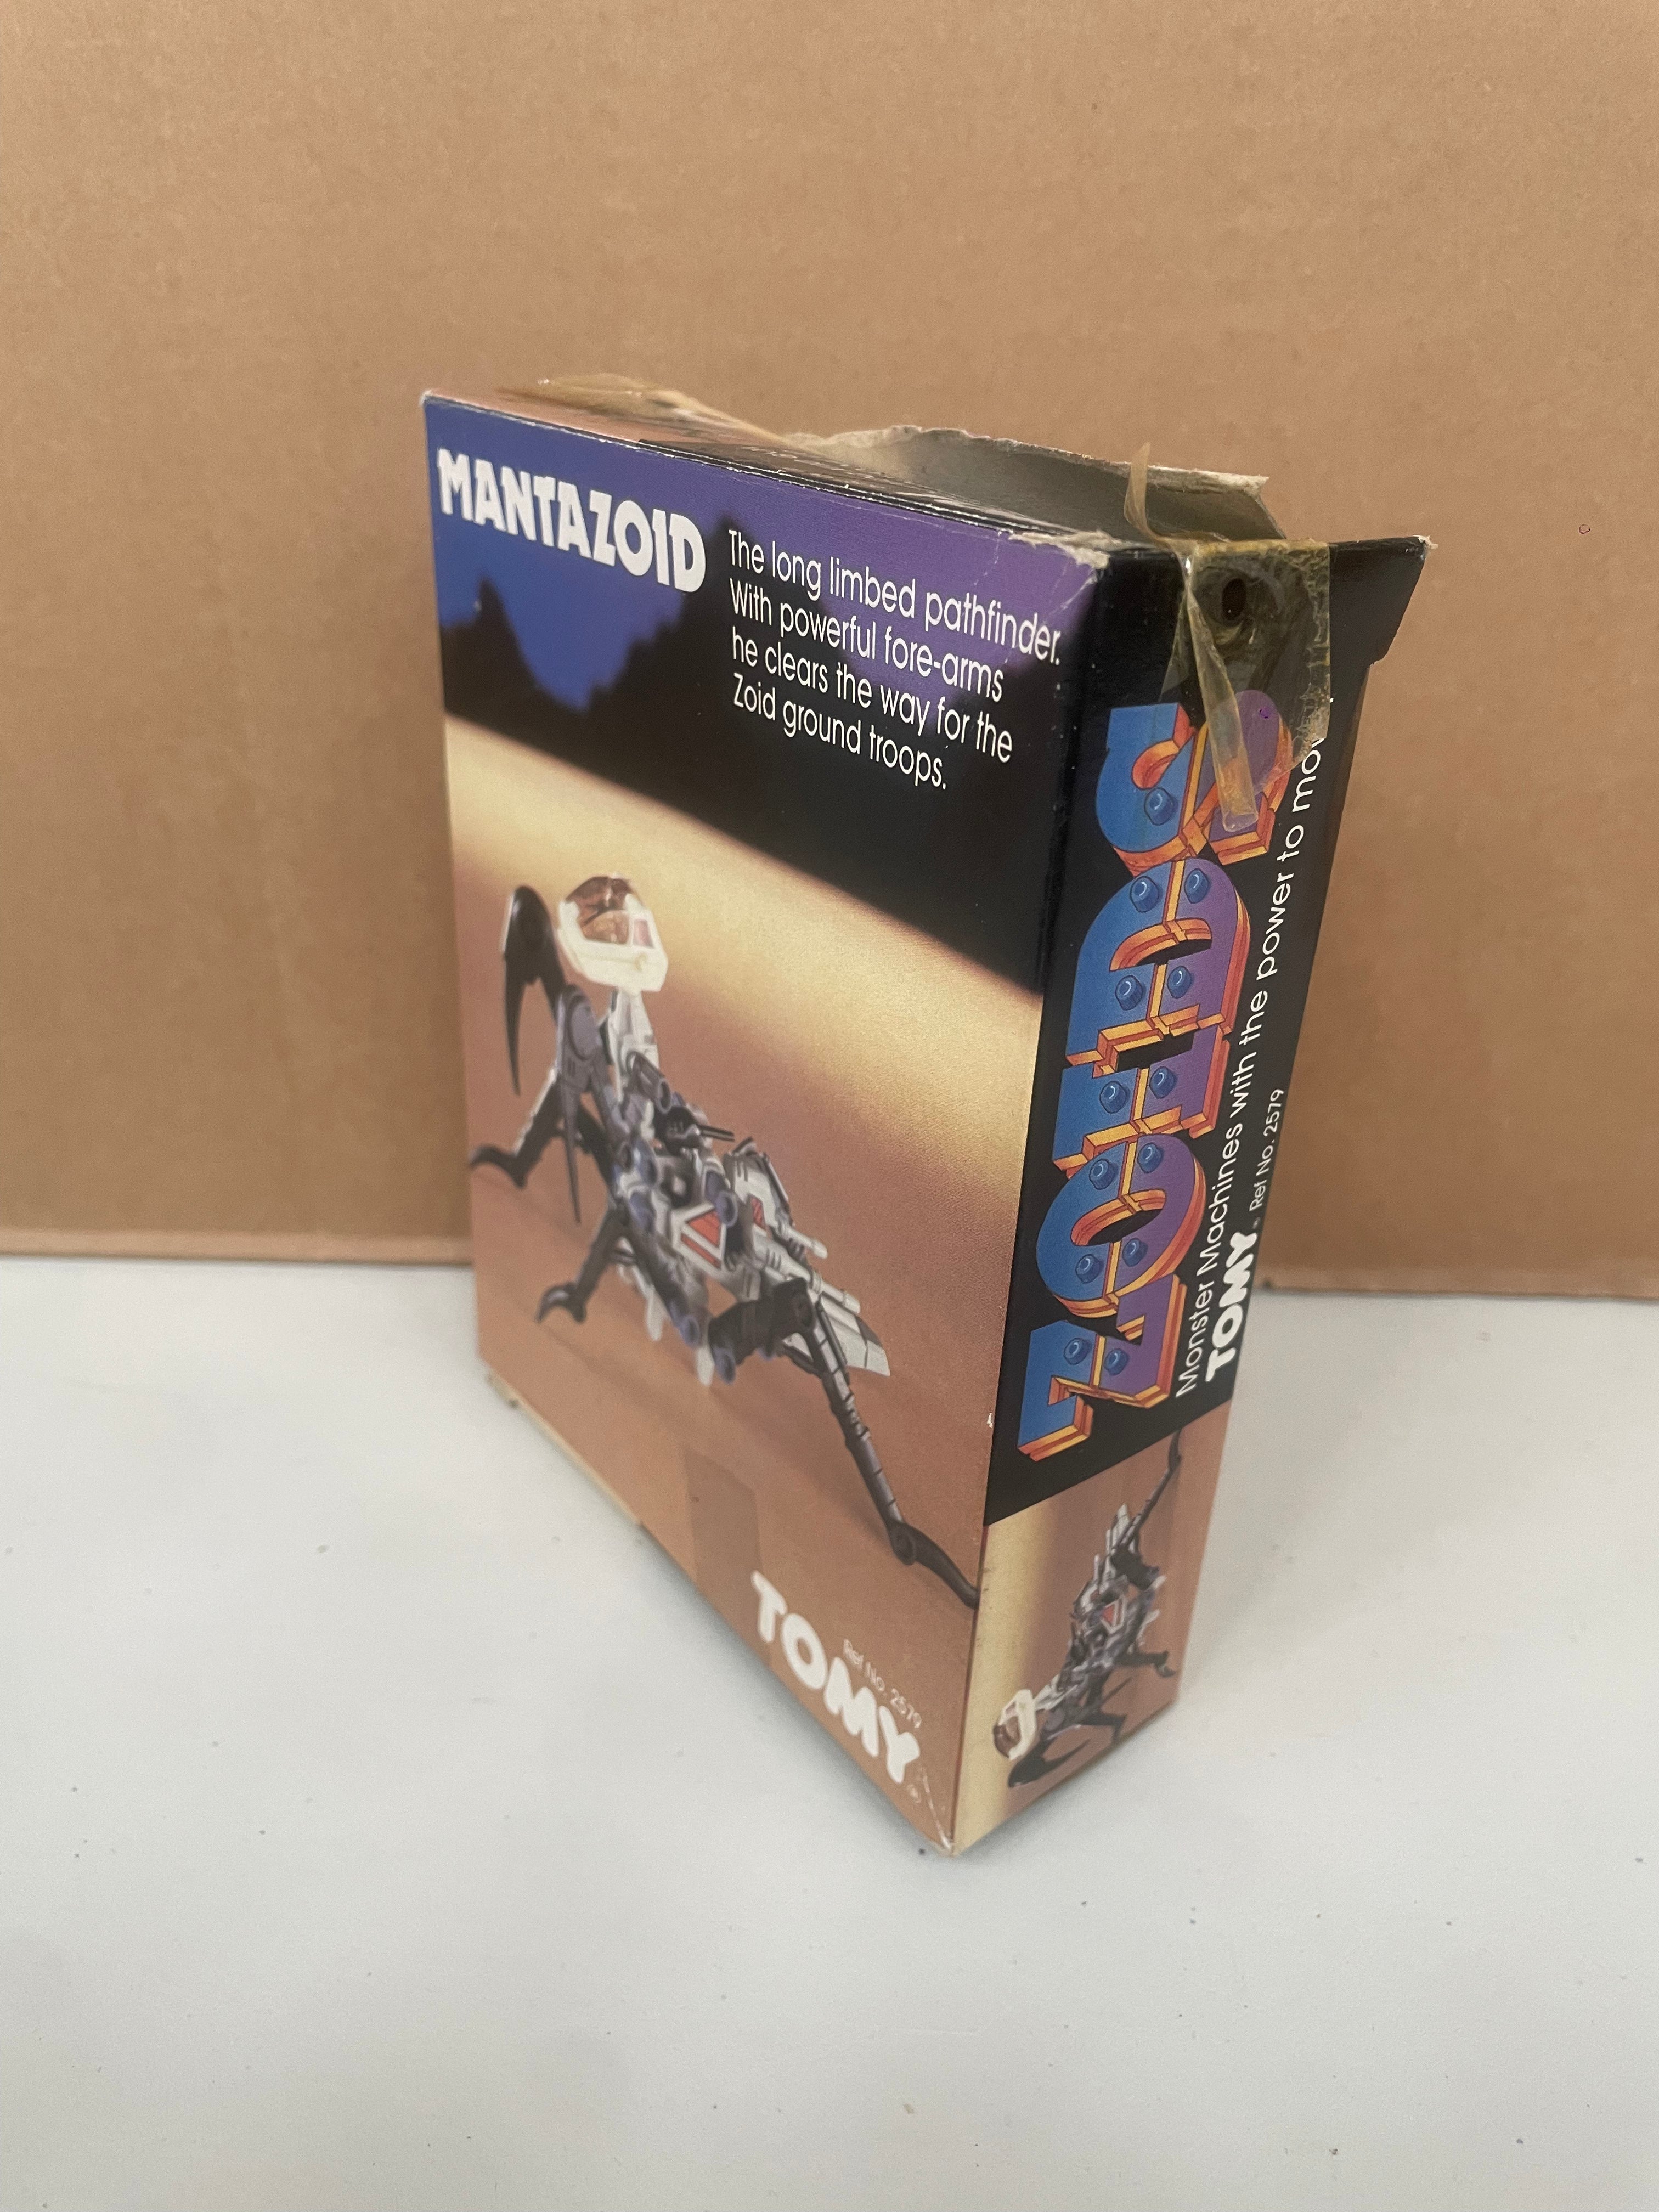 MANTAZOID
The long limbed pathfinder.
With powerful fore-arms
he clears the way for the
Zoid ground troops.
Ref No. 2579
TOMY®
ZOIDS
Monster Machines with the power to
TOMY - Ref No. 2579